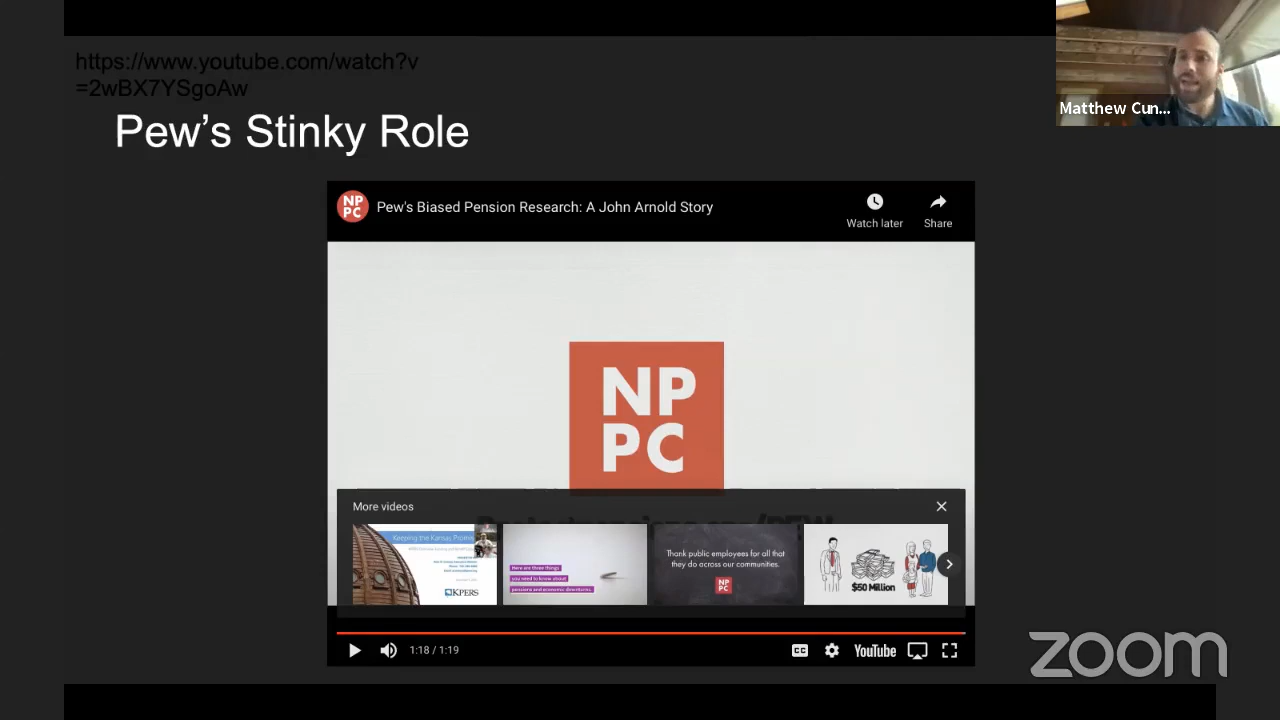 https://www.youtube.com/watch?v
=2wBX7YSgoAw
Pew's Stinky Role
Matthew Cun...
NP
PC
Pew's Biased Pension Research: A John Arnold Story
Watch later
Share
NP
PC
More videos
Keeping the Kansas Promis
KPERS
Here are three things
you need to know about
pensions and economic downturns.
Thank public employees for all that
they do across our communities.
NP
PC
$50 Million
1:18 / 1:19
CC
YouTube
zoom